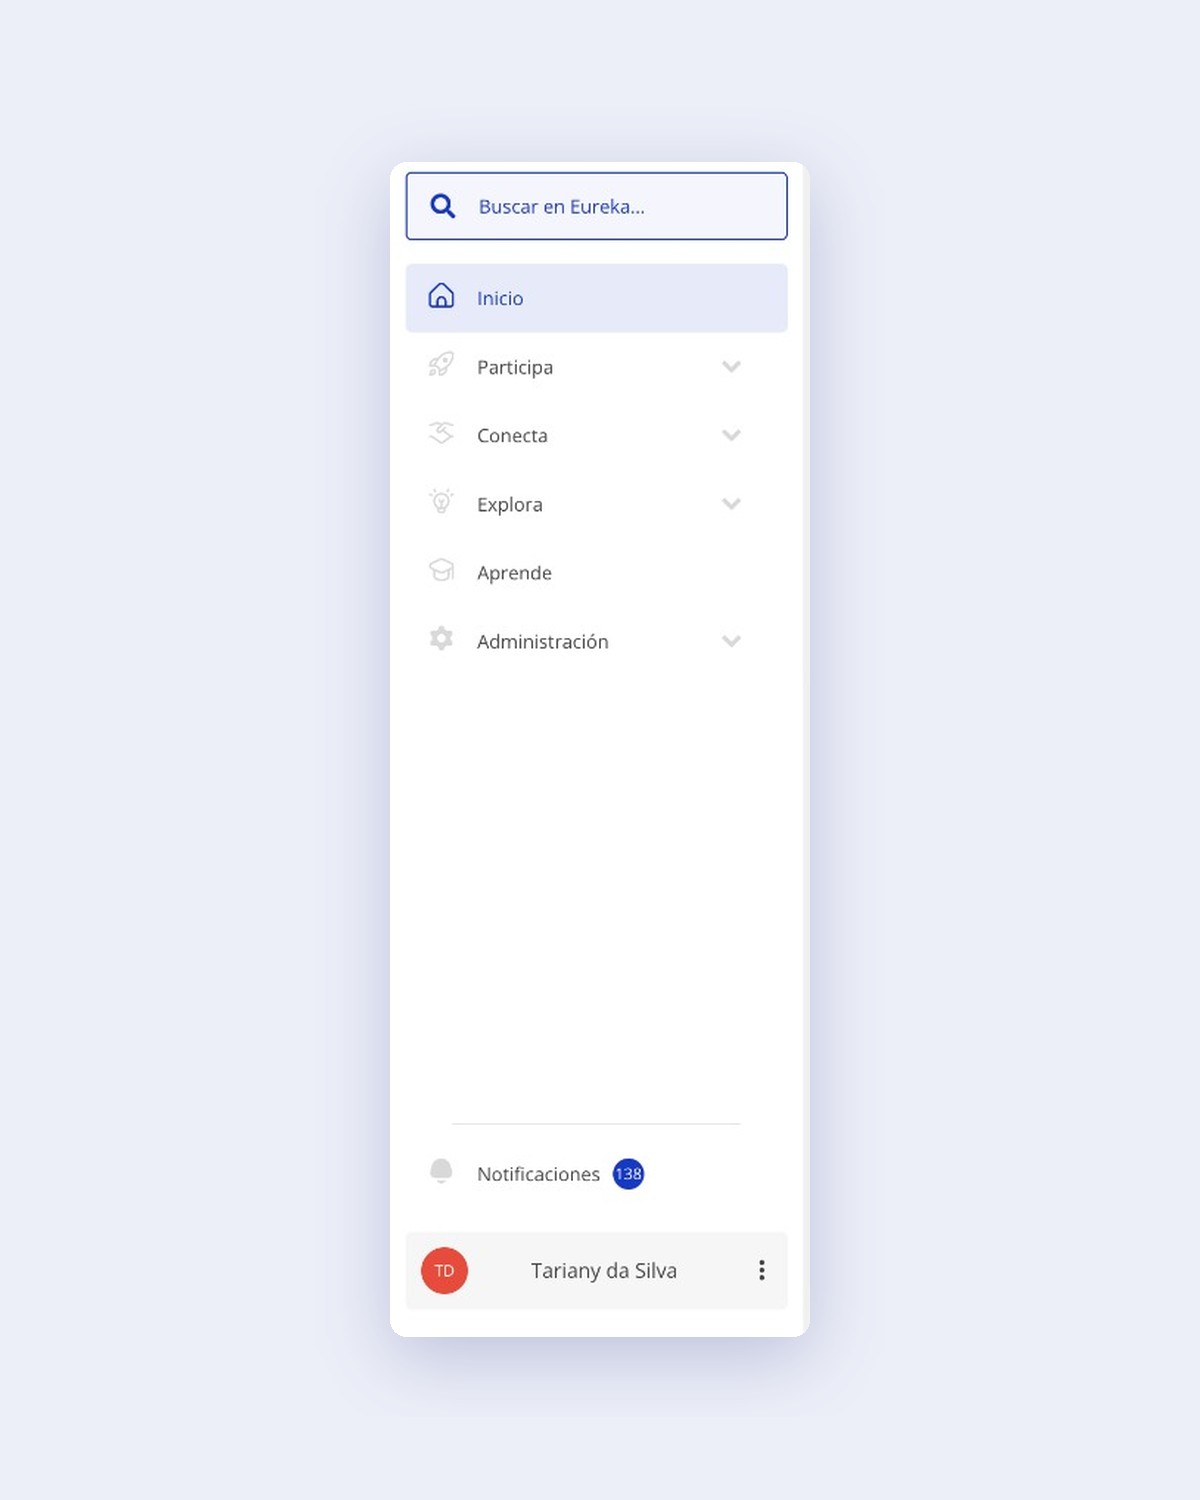 Buscar en Eureka...
Inicio
Participa
Conecta
Explora
Aprende
Administración
Notificaciones 138
TD Tariany da Silva